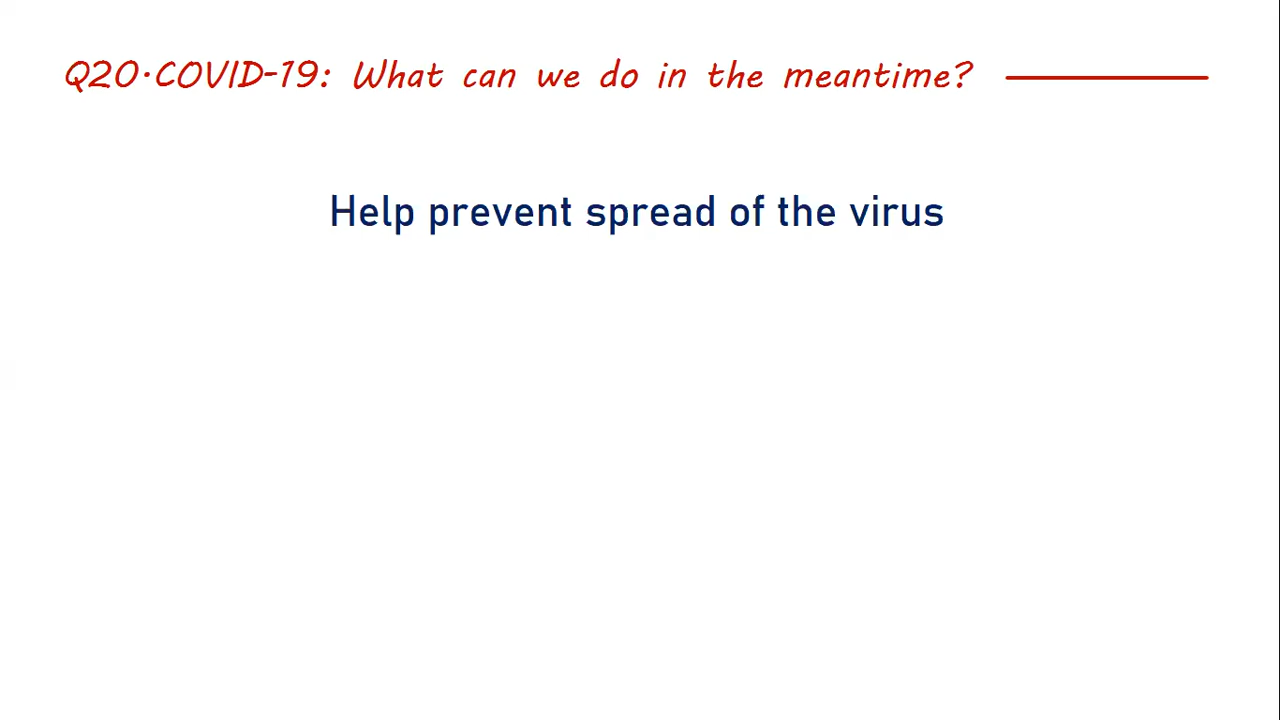 Q20·COVID-19: What can we do in the meantime?
Help prevent spread of the virus